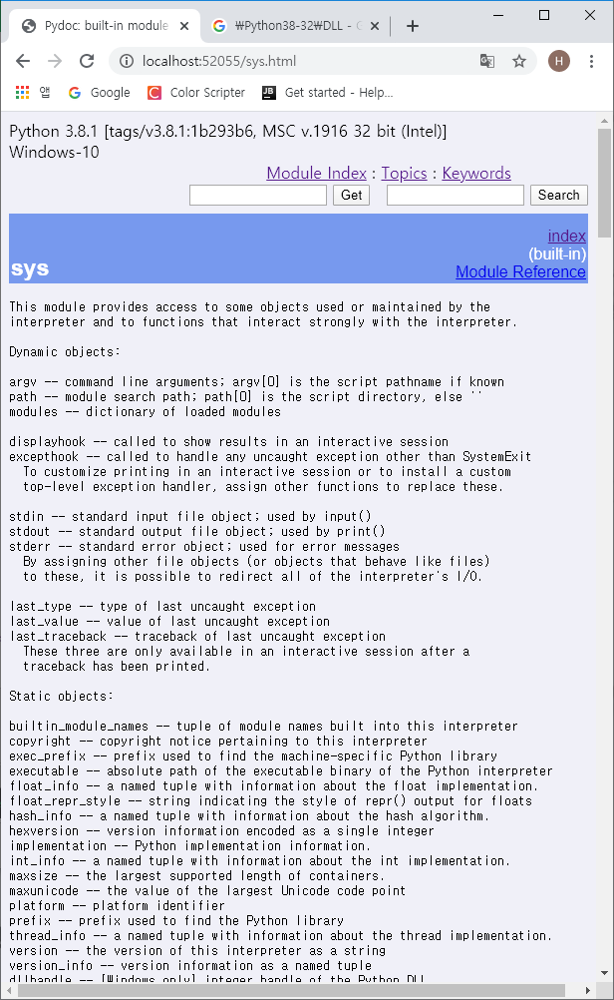 Pydoc: built-in module
₩Python38-32₩DLL - G
localhost:52055/sys.html
H
앱
Google
Color Scripter
Get started - Help...
Python 3.8.1 [tags/v3.8.1:1b293b6, MSC v.1916 32 bit (Intel)]
Windows-10
Module Index : Topics : Keywords
Get Search
index
(built-in)
sys Module Reference
This module provides access to some objects used or maintained by the
interpreter and to functions that interact strongly with the interpreter.
Dynamic objects:
argv -- command line arguments; argv[0] is the script pathname if known
path -- module search path; path[0] is the script directory, else ''
modules -- dictionary of loaded modules
displayhook -- called to show results in an interactive session
excepthook -- called to handle any uncaught exception other than SystemExit
To customize printing in an interactive session or to install a custom
top-level exception handler, assign other functions to replace these.
stdin -- standard input file object; used by input()
stdout -- standard output file object; used by print()
stderr -- standard error object; used for error messages
By assigning other file objects (or objects that behave like files)
to these, it is possible to redirect all of the interpreter's I/O.
last_type -- type of last uncaught exception
last_value -- value of last uncaught exception
last_traceback -- traceback of last uncaught exception
These three are only available in an interactive session after a
traceback has been printed.
Static objects:
builtin_module_names -- tuple of module names built into this interpreter
copyright -- copyright notice pertaining to this interpreter
exec_prefix -- prefix used to find the machine-specific Python library
executable -- absolute path of the executable binary of the Python interpreter
float_info -- a named tuple with information about the float implementation.
float_repr_style -- string indicating the style of repr() output for floats
hash_info -- a named tuple with information about the hash algorithm.
hexversion -- version information encoded as a single integer
implementation -- Python implementation information.
int_info -- a named tuple with information about the int implementation.
maxsize -- the largest supported length of containers.
maxunicode -- the value of the largest Unicode code point
platform -- platform identifier
prefix -- prefix used to find the Python library
thread_info -- a named tuple with information about the thread implementation.
version -- the version of this interpreter as a string
version_info -- version information as a named tuple
dllhandle -- [Windows only] integer handle of the Python DLL